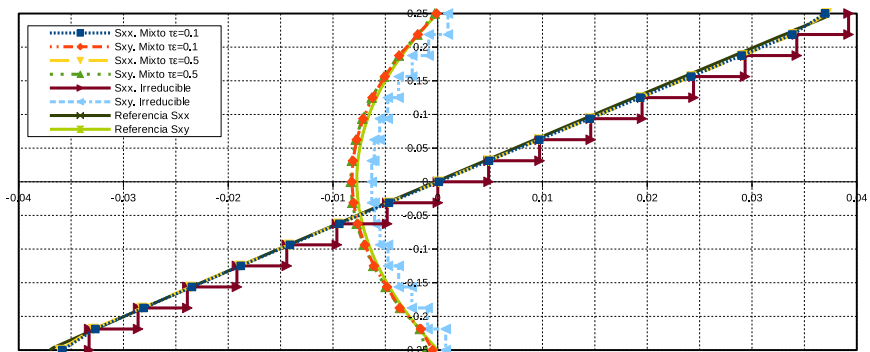 0.25
Sxx. Mixto τε=0.1
Sxy. Mixto τε=0.1
Sxx. Mixto τε=0.5
Sxy. Mixto τε=0.5
Sxx. Irreducible
Sxy. Irreducible
Referencia Sxx
Referencia Sxy
0.2
0.15
0.1
0.05
0
-0.04
-0.03
-0.02
-0.01
0
0.01
0.02
0.03
0.04
-0.05
-0.1
-0.15
-0.2